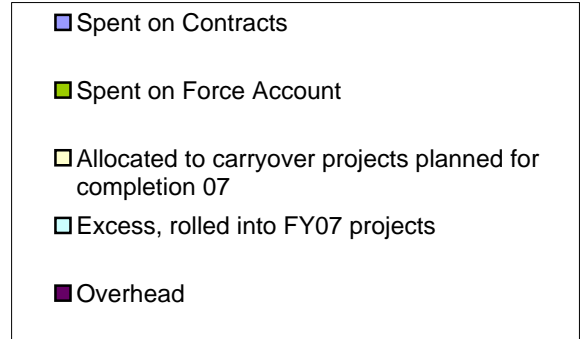 Spent on Contracts
Spent on Force Account
Allocated to carryover projects planned for
completion 07
Excess, rolled into FY07 projects
Overhead